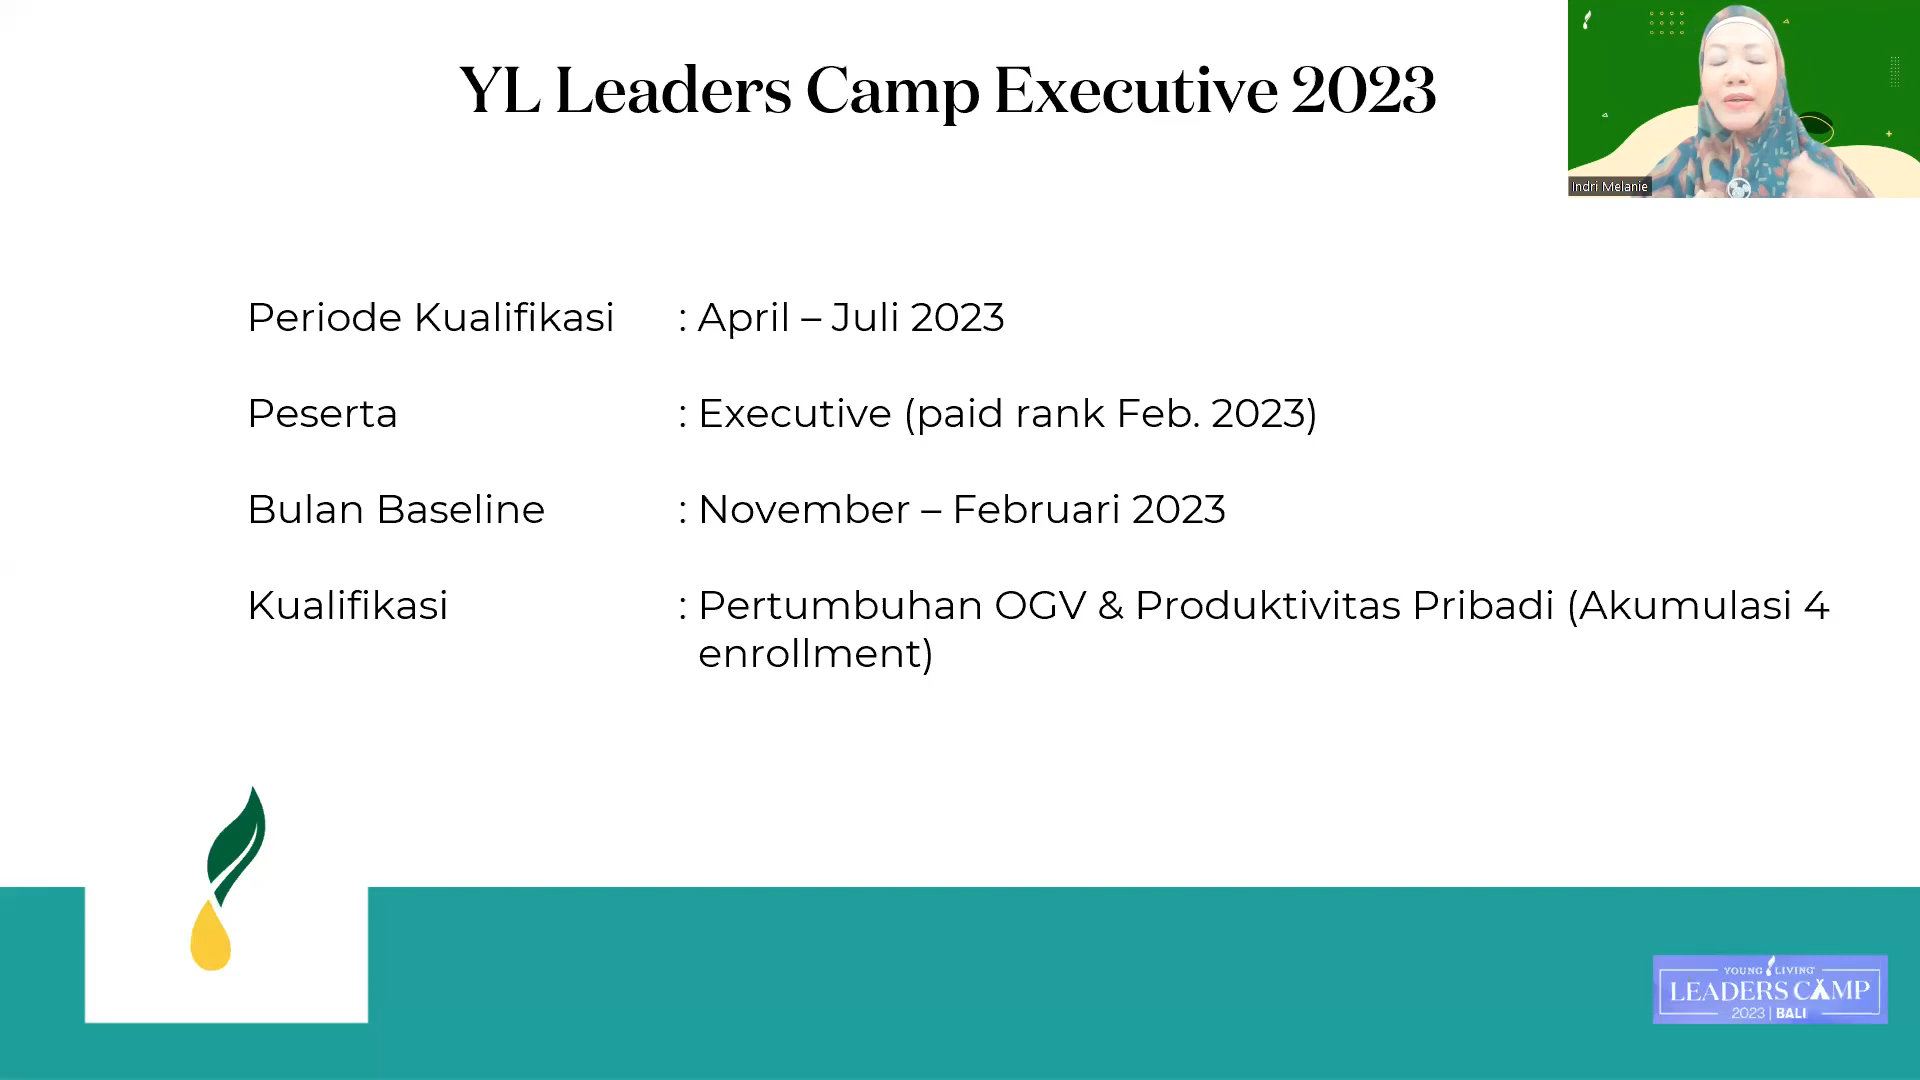 YL Leaders Camp Executive 2023
Indri Melanie
Periode Kualifikasi : April – Juli 2023
Peserta : Executive (paid rank Feb. 2023)
Bulan Baseline : November – Februari 2023
Kualifikasi : Pertumbuhan OGV & Produktivitas Pribadi (Akumulasi 4
enrollment)
YOUNG LIVING
LEADERS CAMP
2023 | BALI